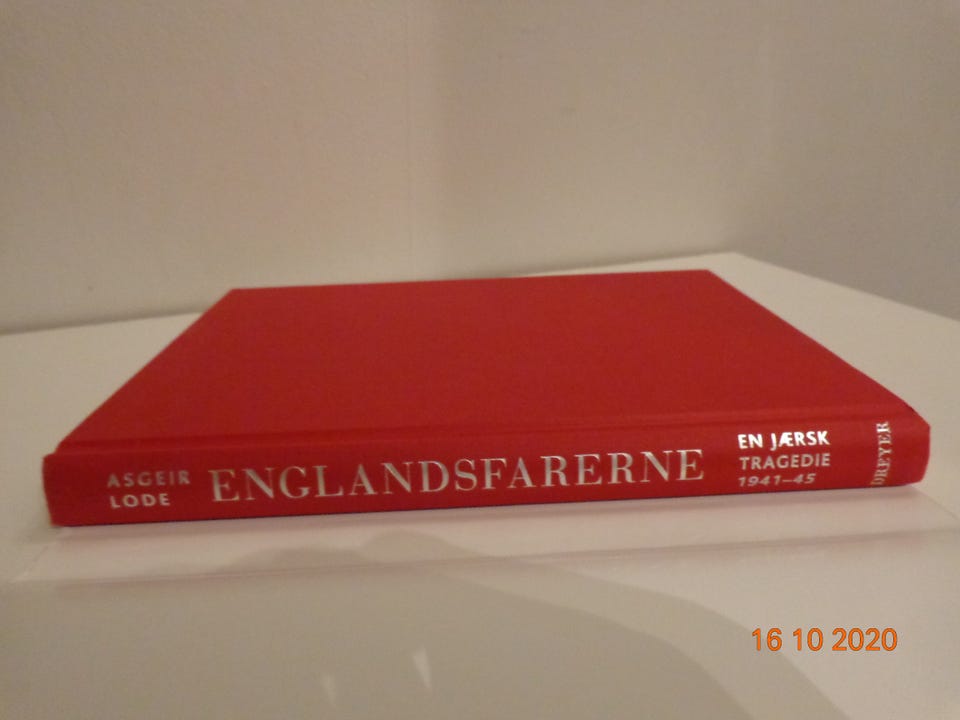 ASGEIR
LODE
ENGLANDSFARERNE
EN JÆRSK
TRAGEDIE
1941–45
DREYER
16 10 2020